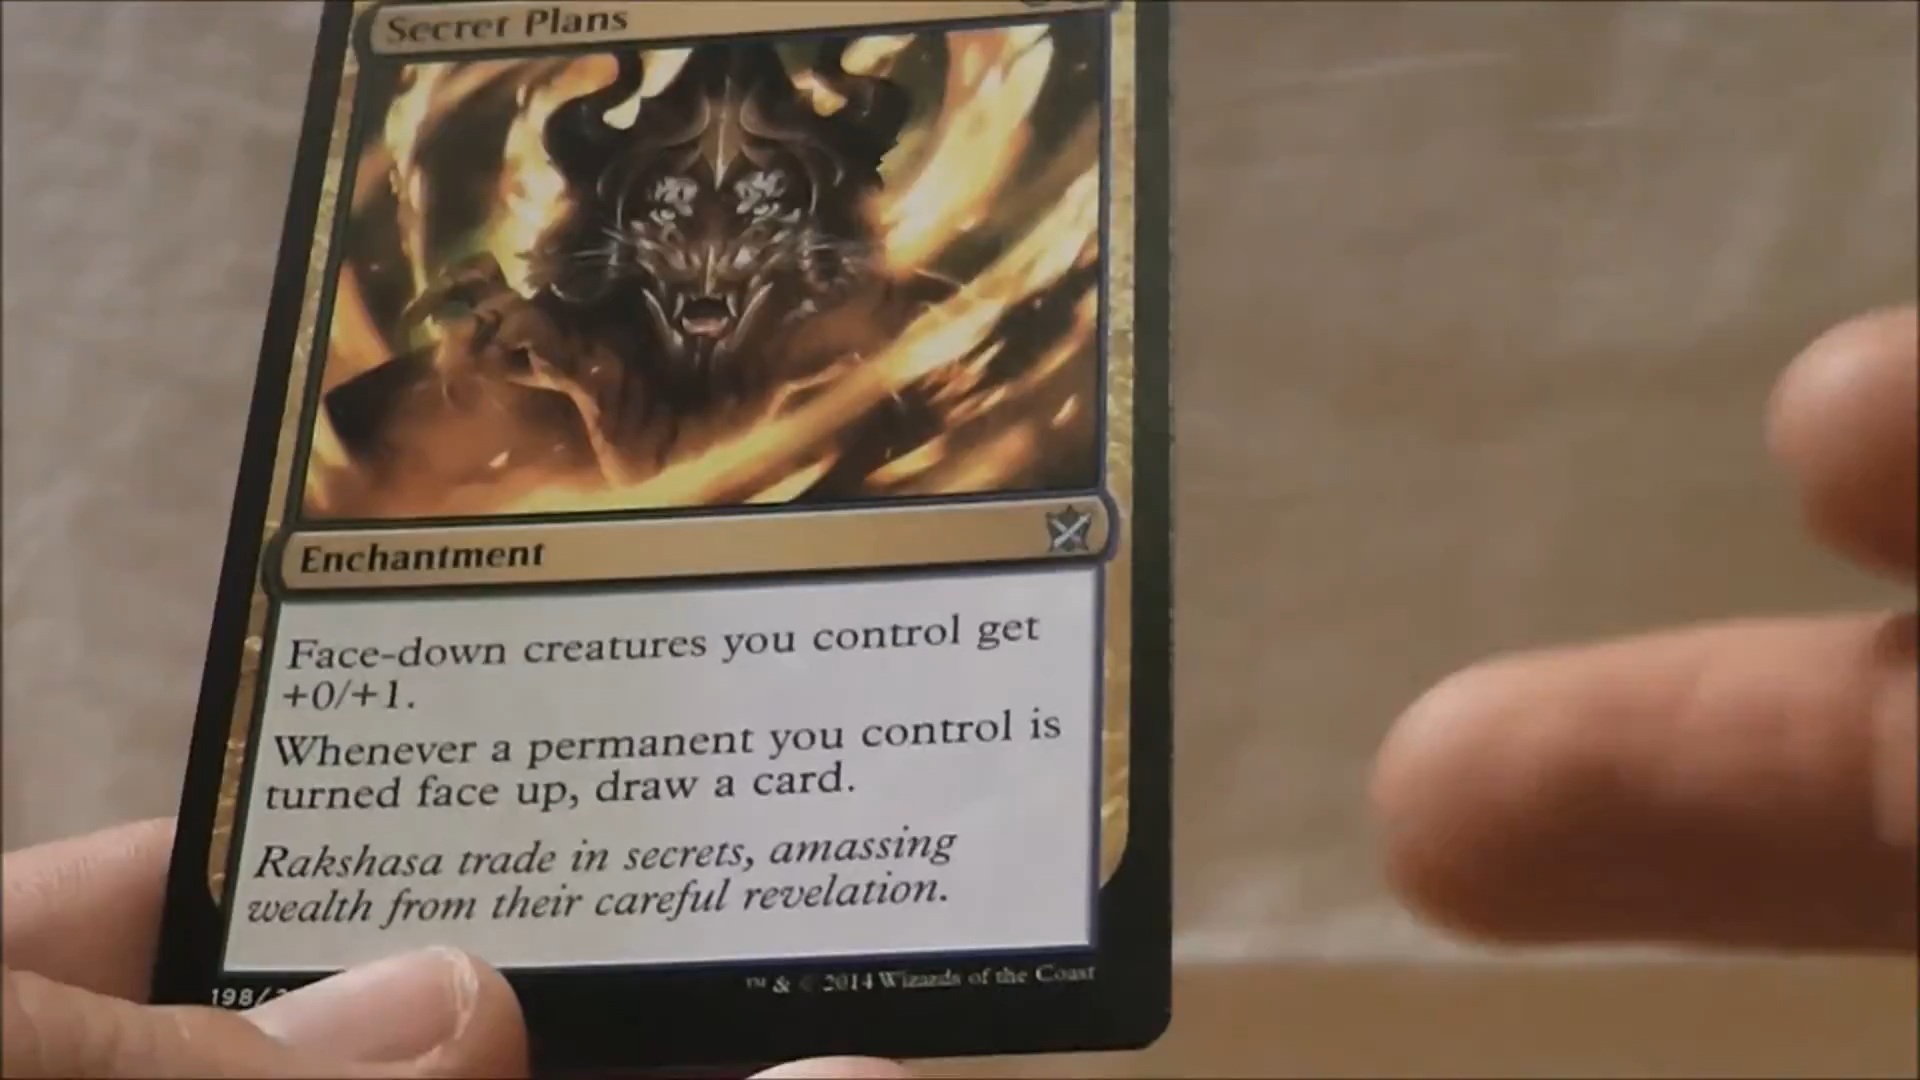 Secret Plans
Enchantment
Face-down creatures you control get
+0/+1.
Whenever a permanent you control is
turned face up, draw a card.
Rakshasa trade in secrets, amassing
wealth from their careful revelation.
™ & © 2014 Wizards of the Coast
198/